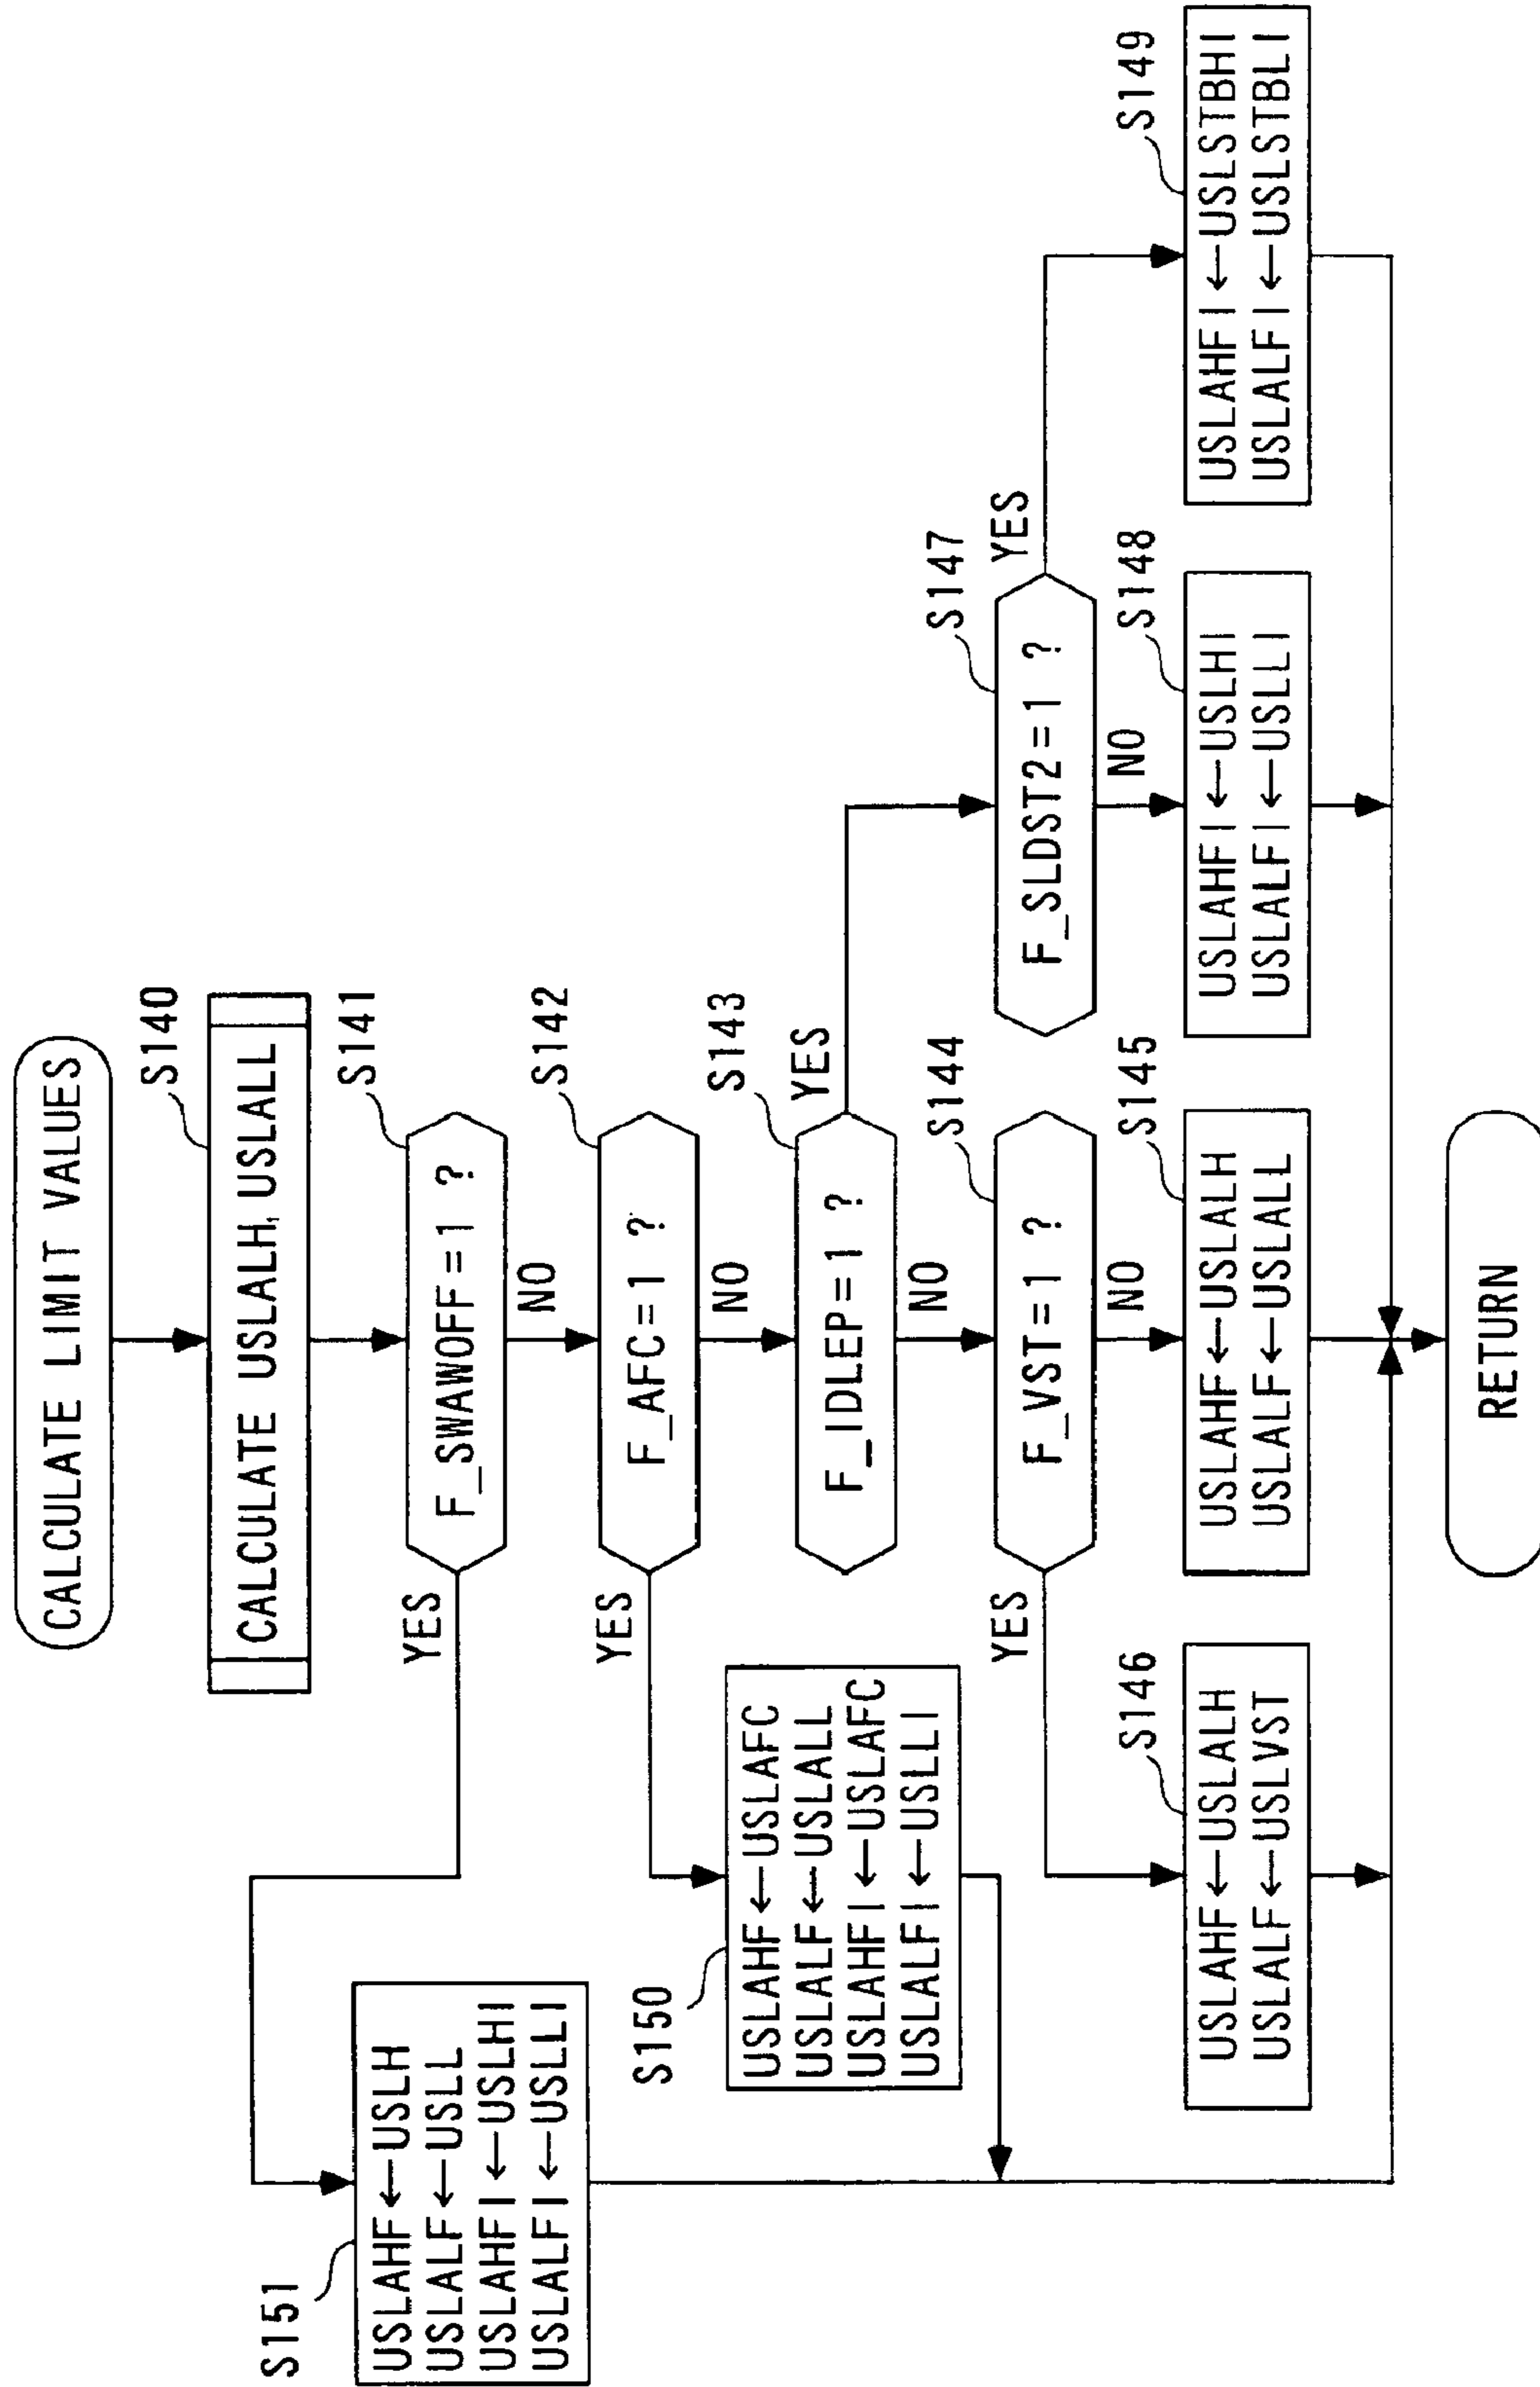 CALCULATE LIMIT VALUES
S140
CALCULATE USLALH, USLALL
S141
F_SWAWOFF=1 ?
YES
NO
S151
USLAHF←USLH
USLALF←USLL
USLAHFI←USLHI
USLALFI←USLLI
S142
F_AFC=1 ?
YES
NO
S150
USLAHF←USLAFC
USLALF←USLALL
USLAHFI←USLAFC
USLALFI←USLLI
S143
F_IDLEP=1 ?
YES
NO
S144
F_VST=1 ?
YES
NO
S147
F_SLDST2=1 ?
YES
NO
S146
USLAHF←USLALH
USLALF←USLVST
S145
USLAHF←USLALH
USLALF←USLALL
S148
USLAHFI←USLHI
USLALFI←USLLI
S149
USLAHFI←USLSTBHI
USLALFI←USLSTBLI
RETURN